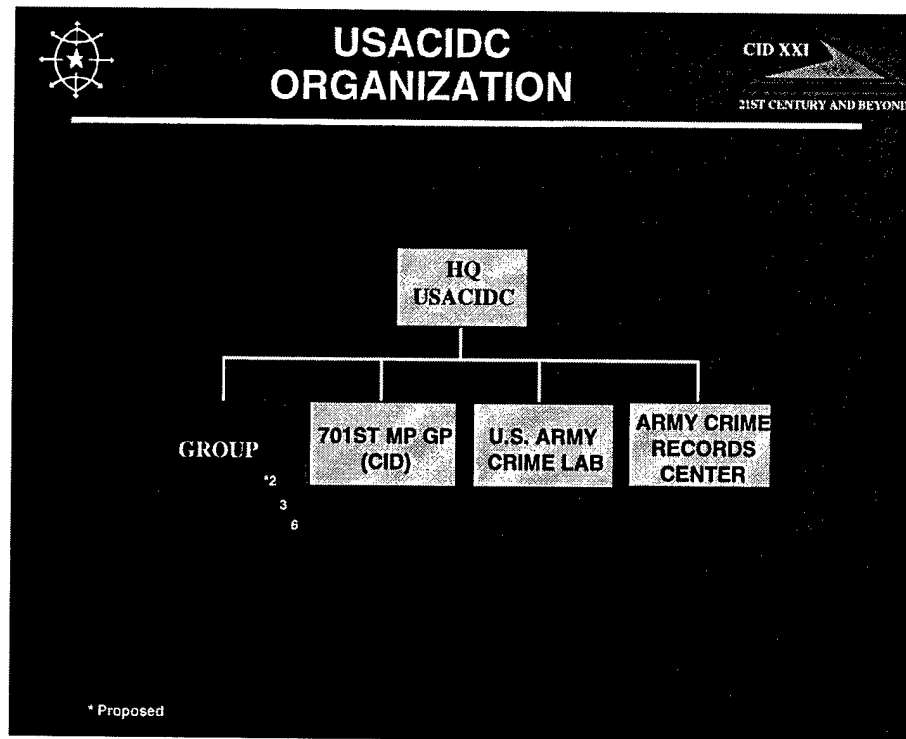 USACIDC
ORGANIZATION
CID XXI
21ST CENTURY AND BEYOND
HQ
USACIDC
GROUP
*2
3
6
701ST MP GP
(CID)
U.S. ARMY
CRIME LAB
ARMY CRIME
RECORDS
CENTER
* Proposed